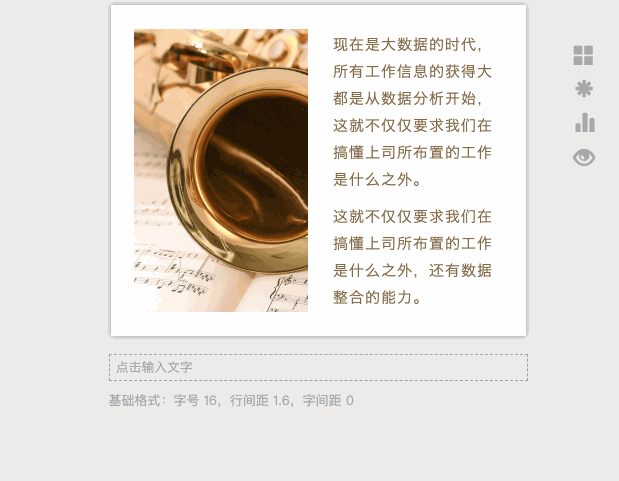 现在是大数据的时代，
所有工作信息的获得大
都是从数据分析开始，
这就不仅仅要求我们在
搞懂上司所布置的工作
是什么之外。
这就不仅仅要求我们在
搞懂上司所布置的工作
是什么之外，还有数据
整合的能力。
点击输入文字
基础格式：字号 16，行间距 1.6，字间距 0